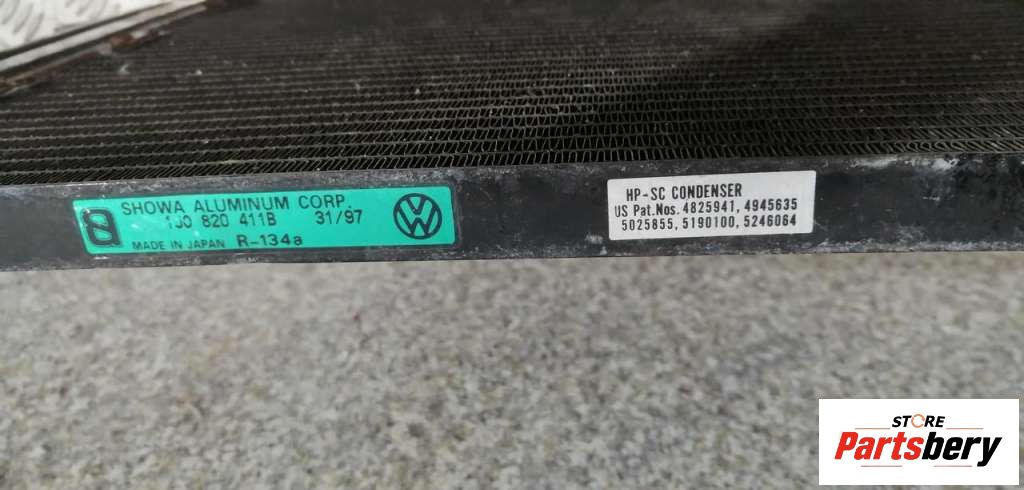 SHOWA ALUMINUM CORP.
1J0 820 411B 31/97
MADE IN JAPAN R-134a
HP-SC CONDENSER
US Pat.Nos. 4825941, 4945635
5025855, 5190100, 5246064
STORE
Partsbery